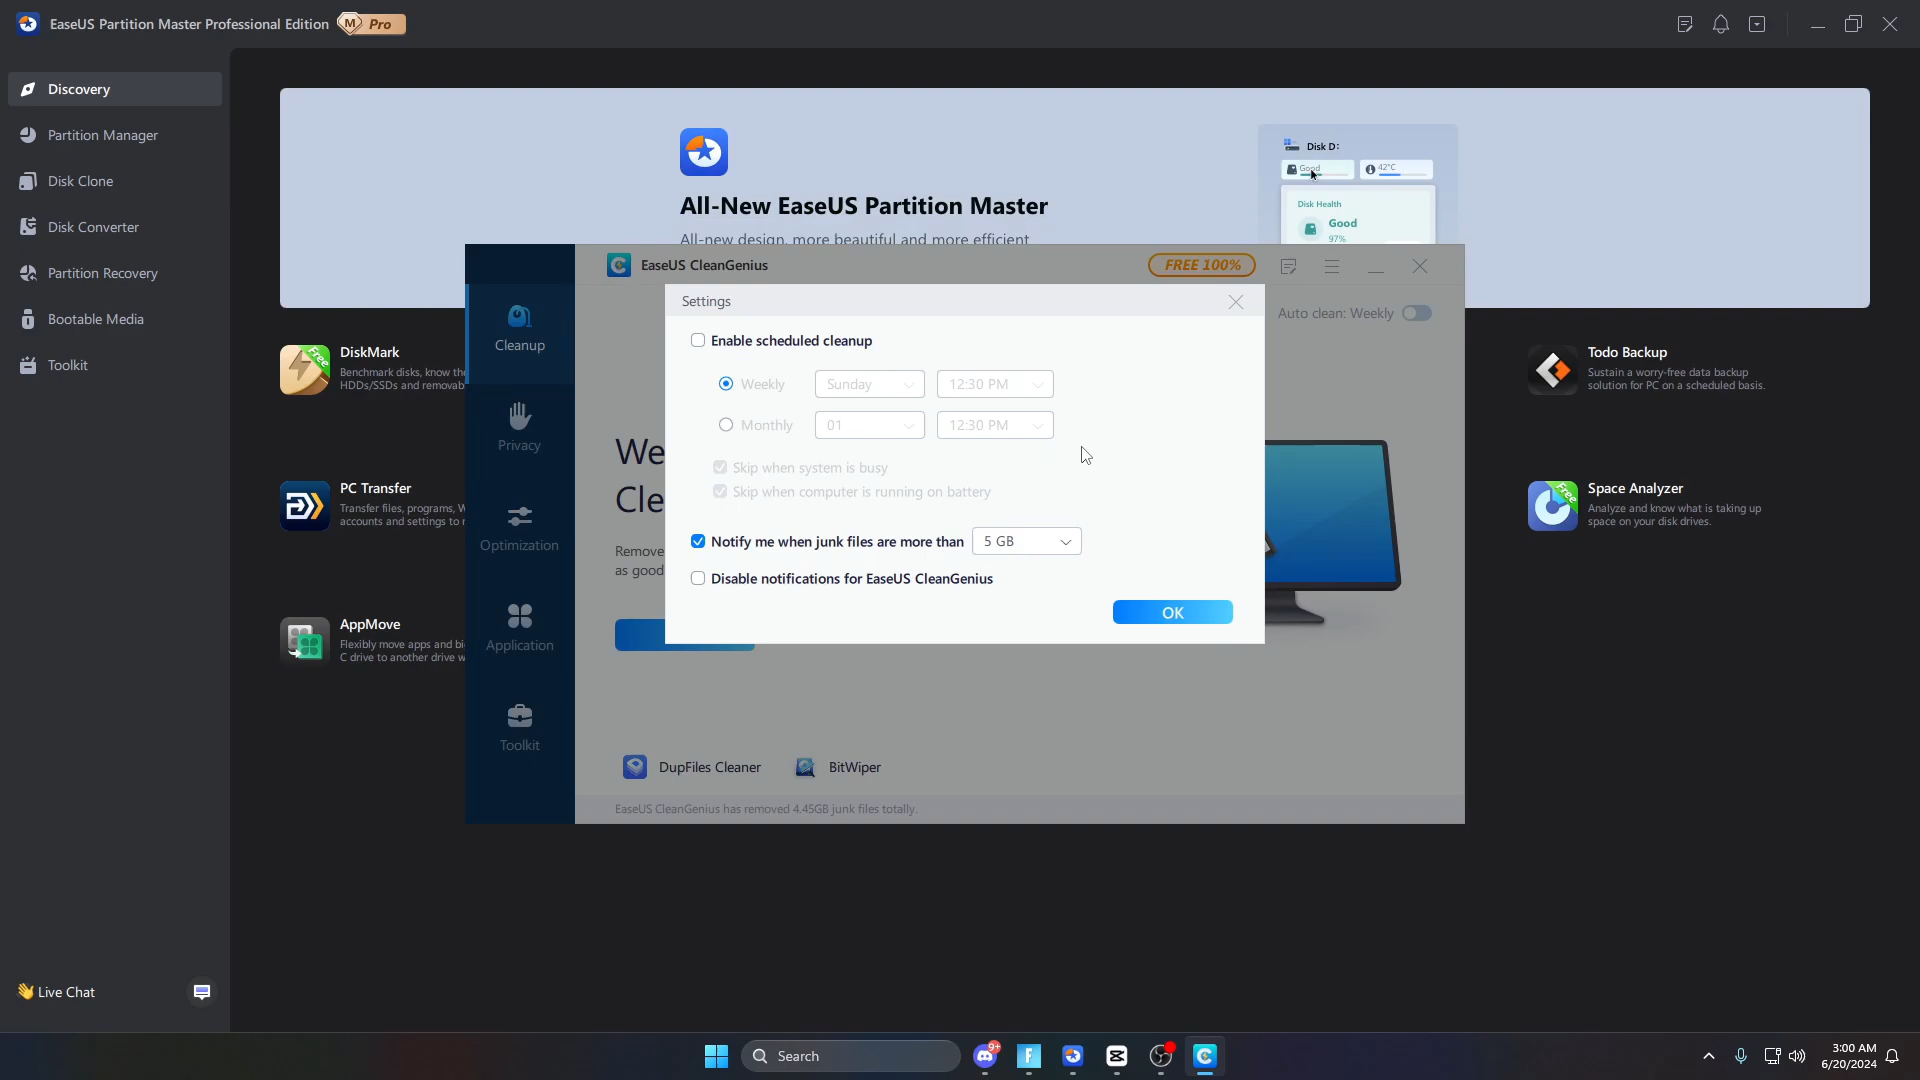 EaseUS Partition Master Professional Edition
M Pro
Discovery
Partition Manager
Disk Clone
Disk Converter
Partition Recovery
Bootable Media
Toolkit
All-New EaseUS Partition Master
All-new design, more beautiful and more efficient
Disk D:
Good
42°C
Disk Health
Good
97%
Free
DiskMark
Benchmark disks, know the
HDDs/SSDs and removab
PC Transfer
Transfer files, programs, W
accounts and settings to
AppMove
Flexibly move apps and bi
C drive to another drive w
Todo Backup
Sustain a worry-free data backup
solution for PC on a scheduled basis.
Free
Space Analyzer
Analyze and know what is taking up
space on your disk drives.
EaseUS CleanGenius
FREE 100%
Cleanup
Privacy
Optimization
Application
Toolkit
Auto clean: Weekly
We
Cle
Remove
as good
Settings
Enable scheduled cleanup
Weekly
Sunday
12:30 PM
Monthly
01
12:30 PM
Skip when system is busy
Skip when computer is running on battery
Notify me when junk files are more than
5 GB
Disable notifications for EaseUS CleanGenius
OK
DupFiles Cleaner
BitWiper
EaseUS CleanGenius has removed 4.45GB junk files totally.
Live Chat
Search
9+
3:00 AM
6/20/2024